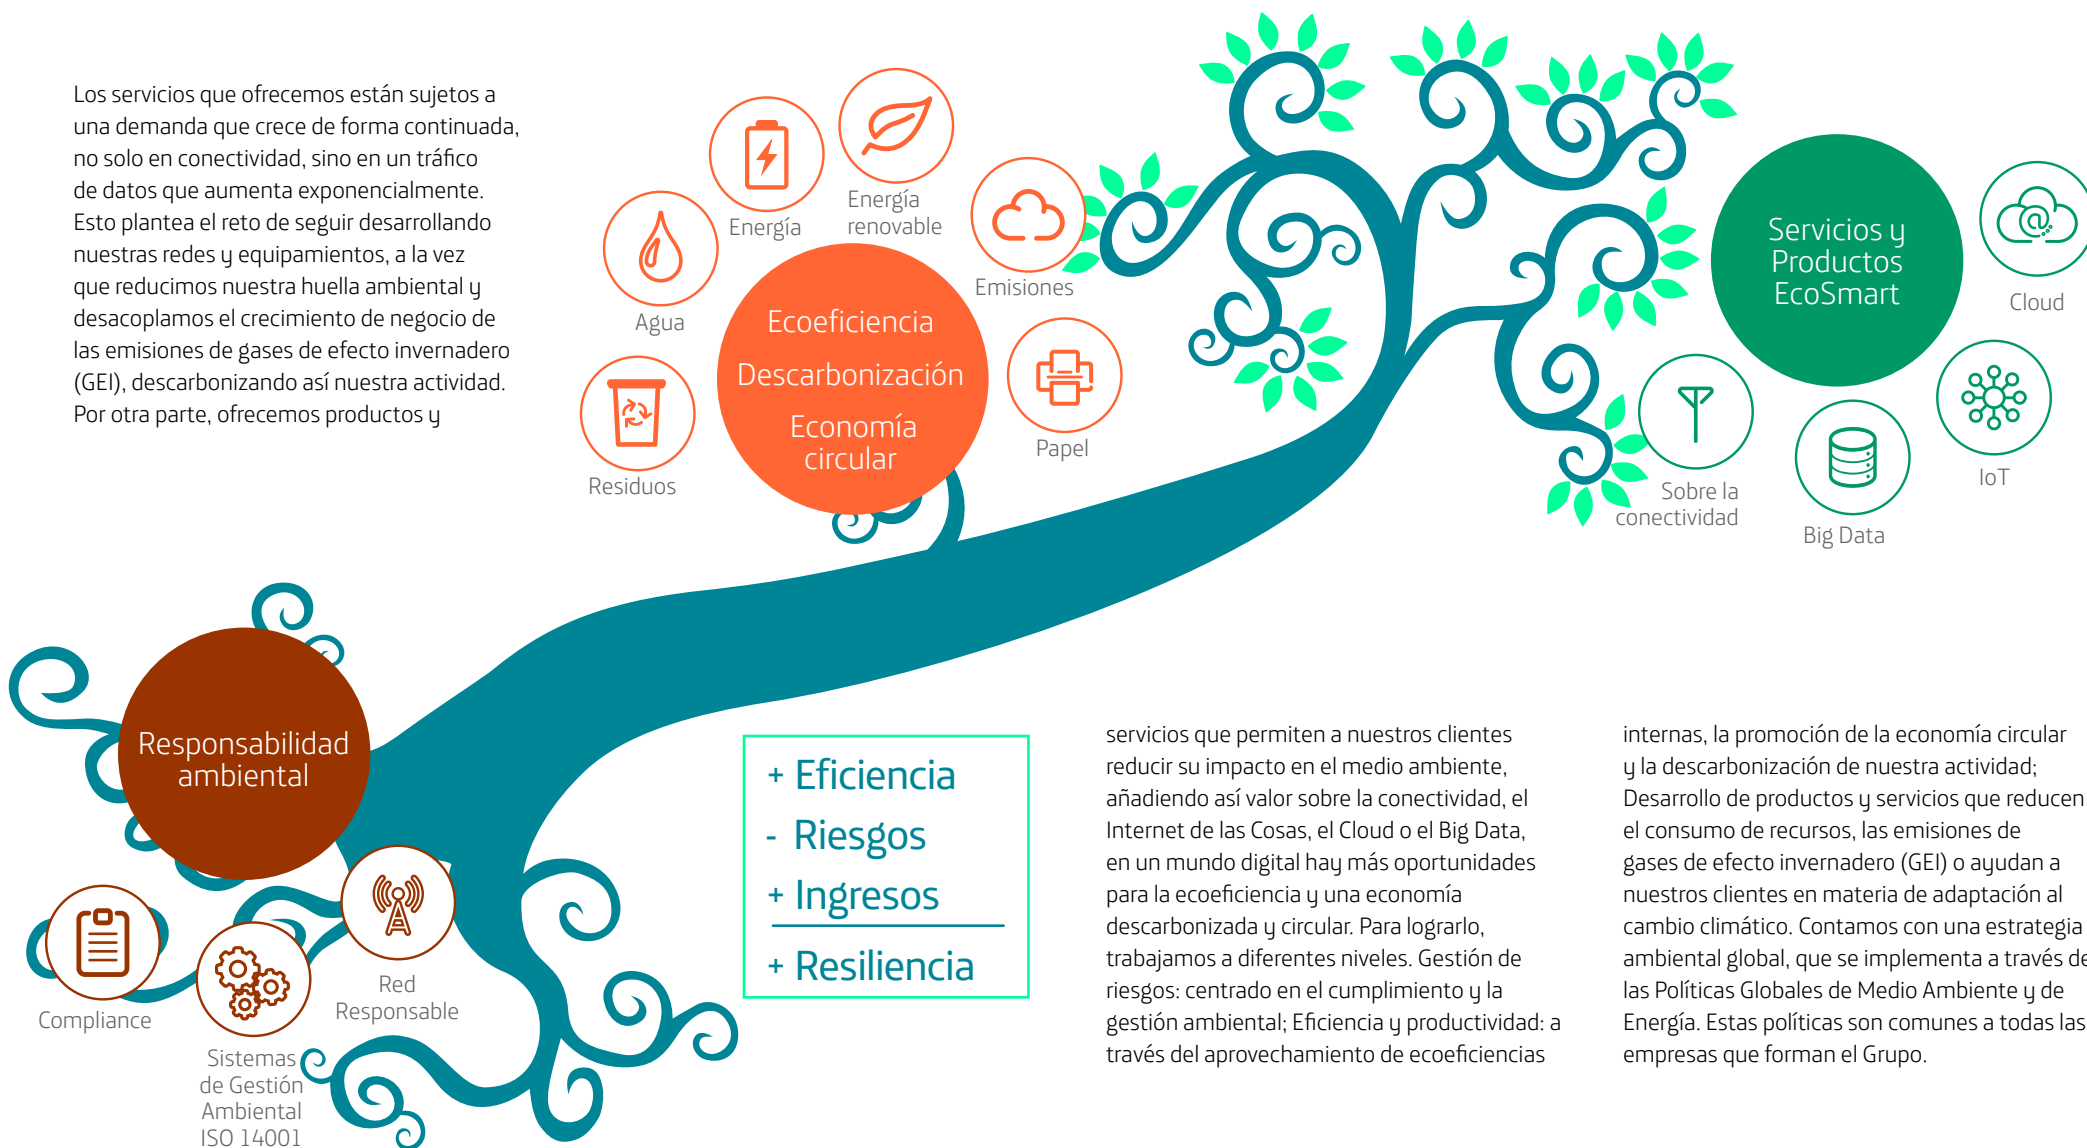 Los servicios que ofrecemos están sujetos a
una demanda que crece de forma continuada,
no solo en conectividad, sino en un tráfico
de datos que aumenta exponencialmente.
Esto plantea el reto de seguir desarrollando
nuestras redes y equipamientos, a la vez
que reducimos nuestra huella ambiental y
desacoplamos el crecimiento de negocio de
las emisiones de gases de efecto invernadero
(GEI), descarbonizando así nuestra actividad.
Por otra parte, ofrecemos productos y
Residuos
Agua
Energía
Energía
renovable
Emisiones
Papel
Ecoeficiencia
Descarbonización
Economía
circular
Servicios y
Productos
EcoSmart
Cloud
IoT
Big Data
Sobre la
conectividad
Responsabilidad
ambiental
Compliance
Sistemas
de Gestión
Ambiental
ISO 14001
Red
Responsable
+ Eficiencia
- Riesgos
+ Ingresos
+ Resiliencia
servicios que permiten a nuestros clientes
reducir su impacto en el medio ambiente,
añadiendo así valor sobre la conectividad, el
Internet de las Cosas, el Cloud o el Big Data,
en un mundo digital hay más oportunidades
para la ecoeficiencia y una economía
descarbonizada y circular. Para lograrlo,
trabajamos a diferentes niveles. Gestión de
riesgos: centrado en el cumplimiento y la
gestión ambiental; Eficiencia y productividad: a
través del aprovechamiento de ecoeficiencias
internas, la promoción de la economía circular
y la descarbonización de nuestra actividad;
Desarrollo de productos y servicios que reducen
el consumo de recursos, las emisiones de
gases de efecto invernadero (GEI) o ayudan a
nuestros clientes en materia de adaptación al
cambio climático. Contamos con una estrategia
ambiental global, que se implementa a través de
las Políticas Globales de Medio Ambiente y de
Energía. Estas políticas son comunes a todas las
empresas que forman el Grupo.